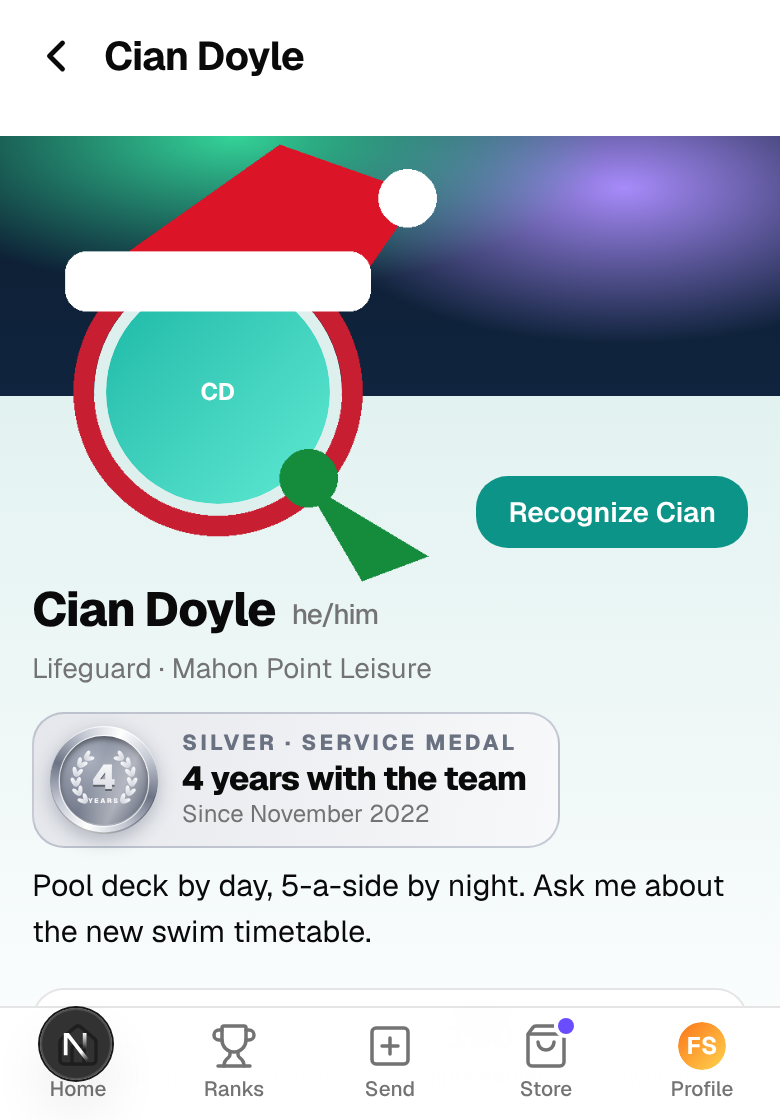 Cian Doyle
CD
Recognize Cian
Cian Doyle he/him
Lifeguard · Mahon Point Leisure
SILVER · SERVICE MEDAL
4
YEARS
4 years with the team
Since November 2022
Pool deck by day, 5-a-side by night. Ask me about
the new swim timetable.
N
FS
Home Ranks Send Store Profile